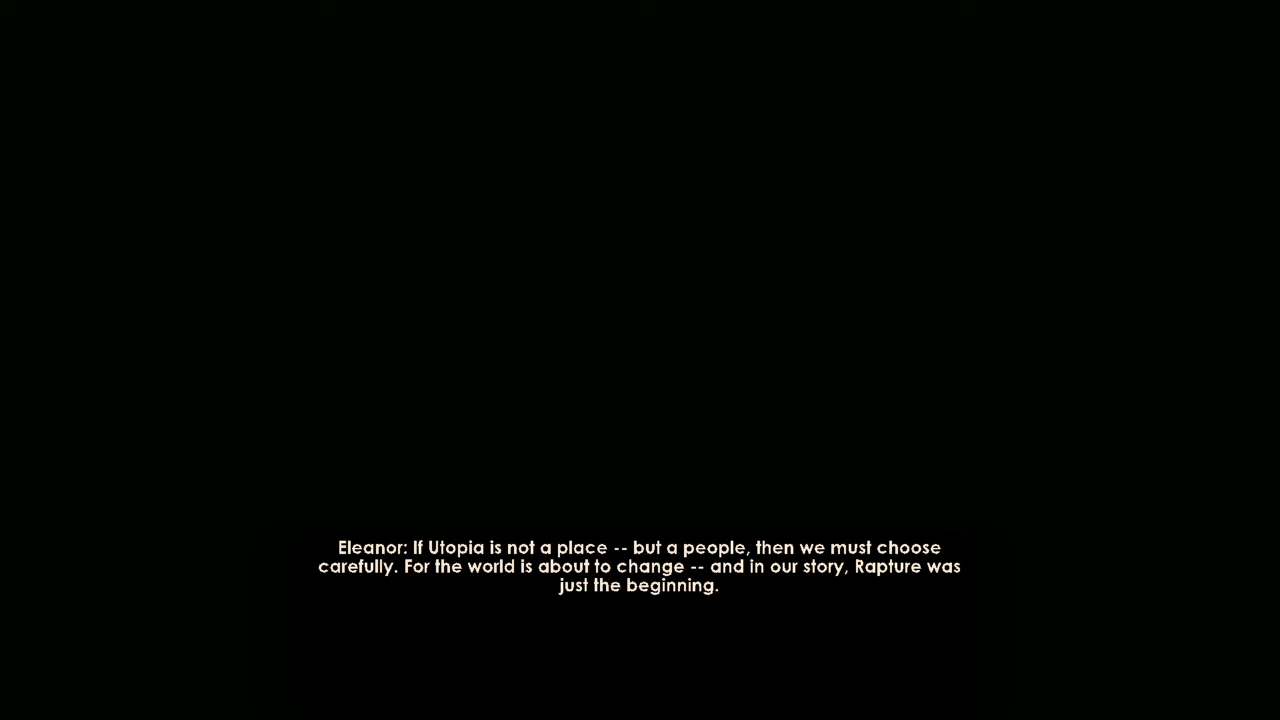 Eleanor: If Utopia is not a place -- but a people, then we must choose
carefully. For the world is about to change -- and in our story, Rapture was
just the beginning.